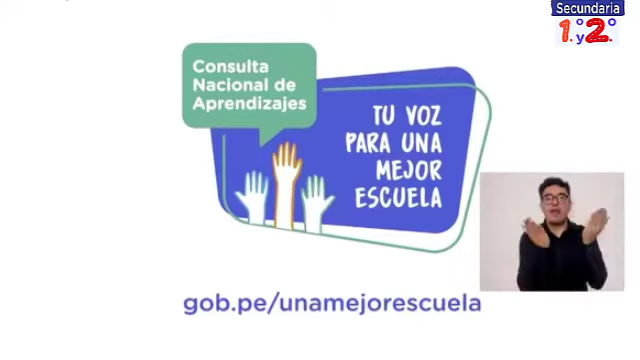 Secundaria
1.° y 2.°
Consulta
Nacional de
Aprendizajes
TU VOZ
PARA UNA
MEJOR
ESCUELA
gob.pe/unamejorescuela